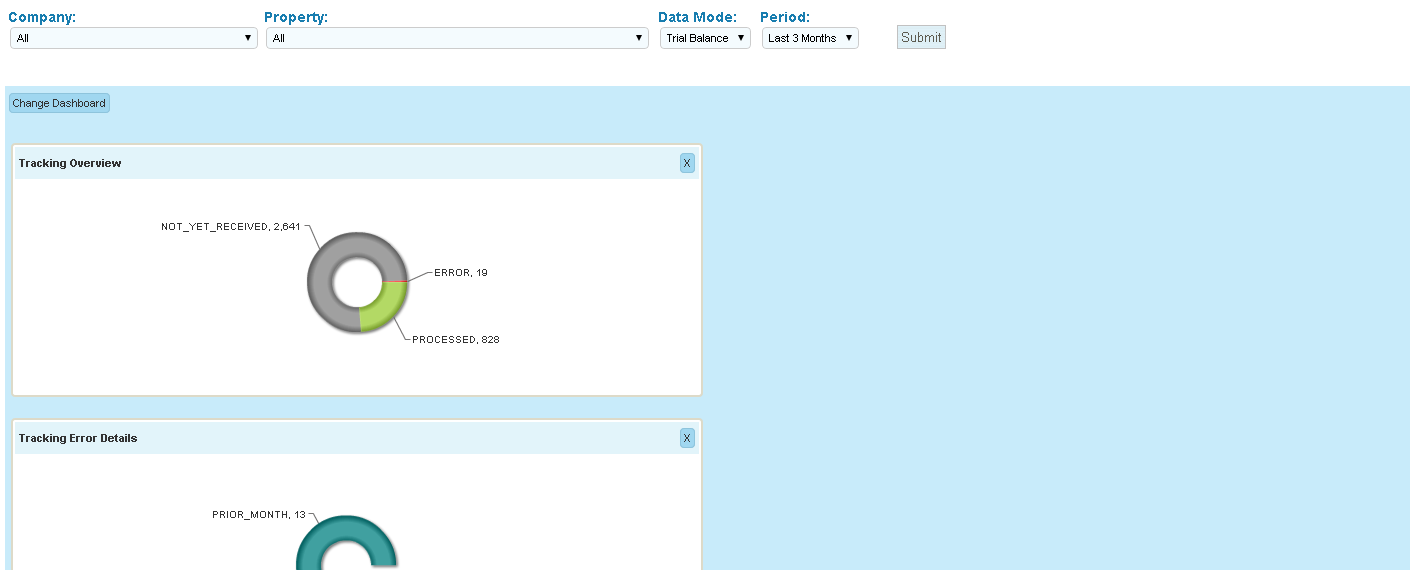 Company: Property: Data Mode: Period:
All All Trial Balance Last 3 Months Submit
Change Dashboard
Tracking Overview X
NOT_YET_RECEIVED, 2,641
ERROR, 19
PROCESSED, 828
Tracking Error Details X
PRIOR_MONTH, 13